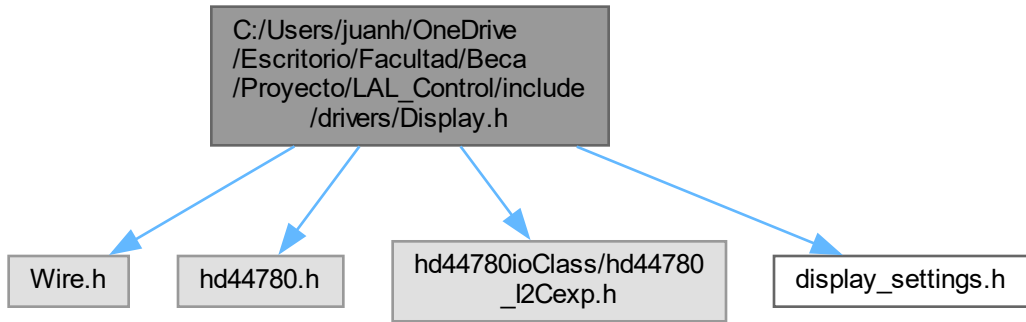 C:/Users/juanh/OneDrive
/Escritorio/Facultad/Beca
/Proyecto/LAL_Control/include
/drivers/Display.h
Wire.h
hd44780.h
hd44780ioClass/hd44780
_I2Cexp.h
display_settings.h